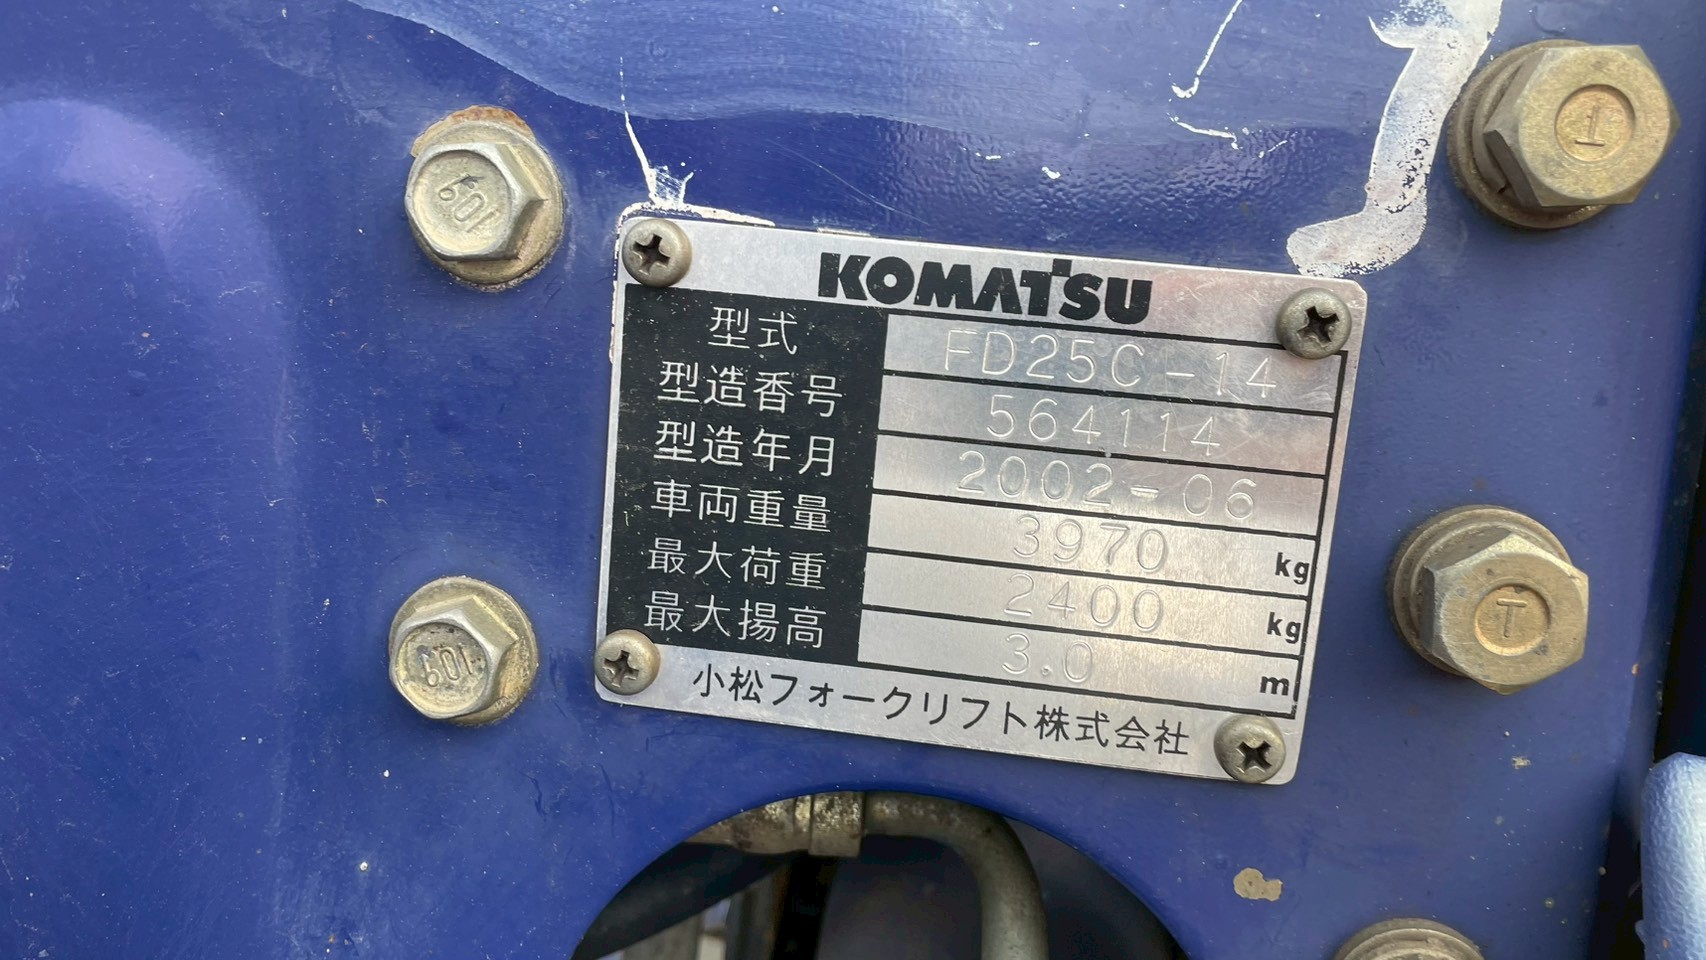 KOMATSU
型式 FD25C-14
型造番号 564114
型造年月 2002-06
車両重量 3970 kg
最大荷重 2400 kg
最大揚高 3.0 m
小松フォークリフト株式会社
109
109
T
T